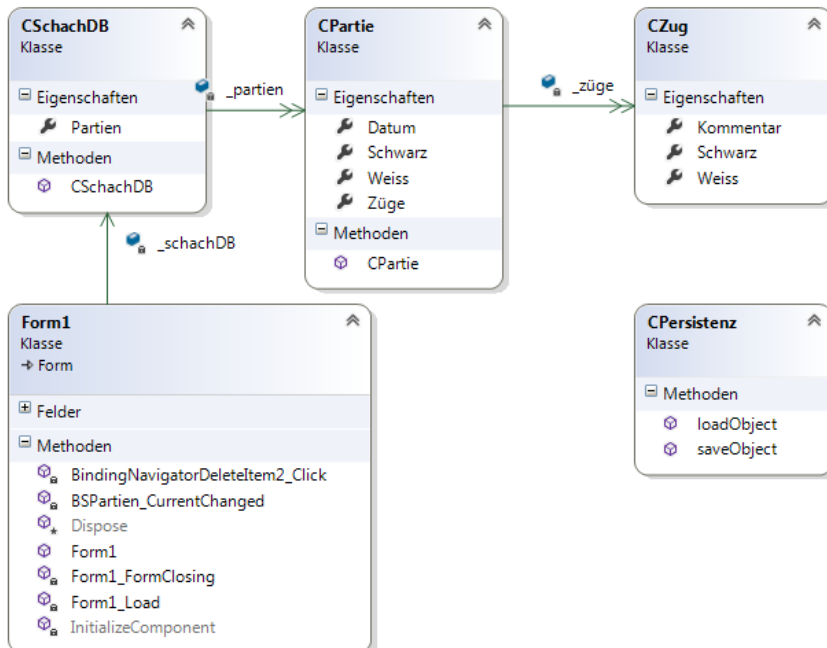 CSchachDB
Klasse
Eigenschaften
Partien
Methoden
CSchachDB
_partien
CPartie
Klasse
Eigenschaften
Datum
Schwarz
Weiss
Züge
Methoden
CPartie
_züge
CZug
Klasse
Eigenschaften
Kommentar
Schwarz
Weiss
_schachDB
Form1
Klasse
Form
Felder
Methoden
BindingNavigatorDeleteItem2_Click
BSPartien_CurrentChanged
Dispose
Form1
Form1_FormClosing
Form1_Load
InitializeComponent
CPersistenz
Klasse
Methoden
loadObject
saveObject